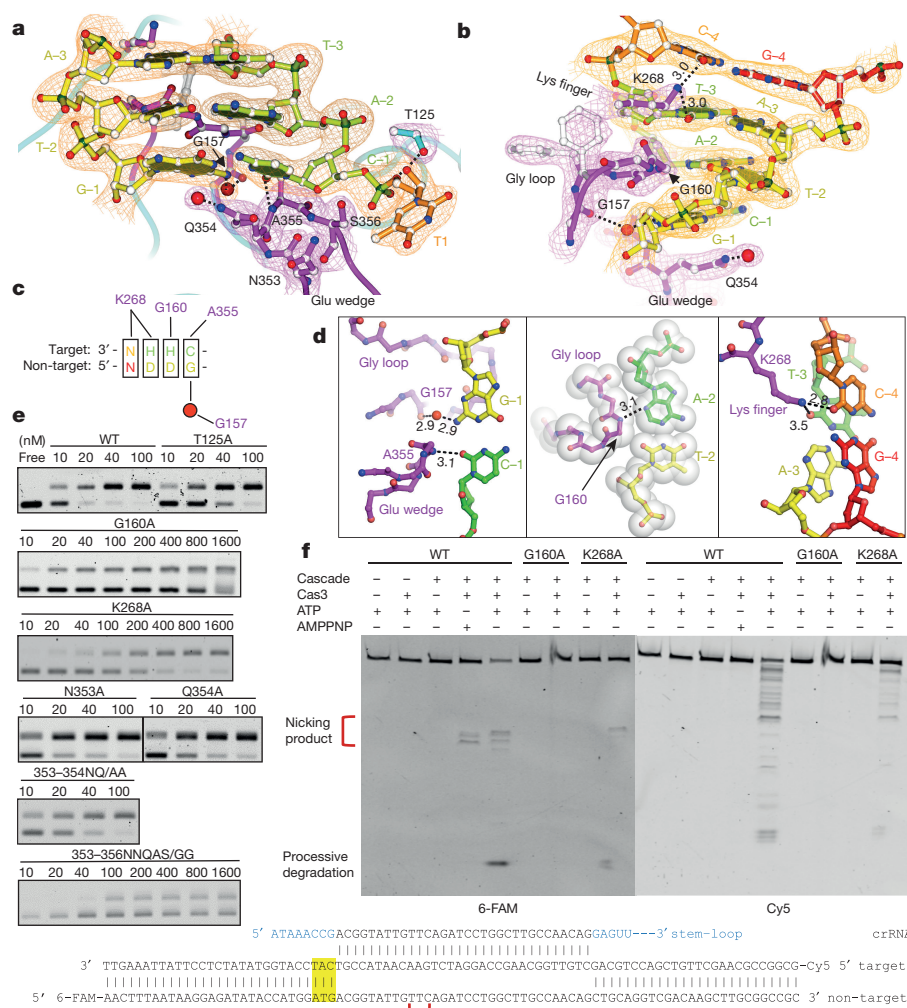 a
A–3
T–3
T–2
A–2
G157
T125
G–1
C–1
Q354
A355
S356
T1
N353
Glu wedge
b
C–4
K268
3.0
G–4
Lys finger
T–3
3.0
A–3
A–2
Gly loop
G160
T–2
G157
C–1
G–1
Q354
Glu wedge
c
K268 G160 A355
Target: 3′- N H H C -
Non-target: 5′- N D D G -
G157
d
Gly loop
G157
G–1
2.9 2.9
A355
3.1
C–1
Glu wedge
Gly loop
3.1
A–2
T–2
G160
K268
T–3
C–4
Lys finger
2.8
3.5
G–4
A-3
e
(nM) WT T125A
Free 10 20 40 100 10 20 40 100
G160A
10 20 40 100 200 400 800 1600
K268A
10 20 40 100 200 400 800 1600
N353A Q354A
10 20 40 100 10 20 40 100
353–354NQ/AA
10 20 40 100
353–356NNQAS/GG
10 20 40 100 200 400 800 1600
f
WT G160A K268A WT G160A K268A
Cascade – – + + + + + + + – – + + + + + + +
Cas3 – + – + + – + – + – + – + + – + – +
ATP + + + – + + + + + + + + – + + + + +
AMPPNP + +
Nicking product
Processive degradation
6-FAM Cy5
5′ ATAAACCGACGGTATTGTTCAGATCCTGGCTTGCCAACAGGAGUU---3′stem-loop crRNA
3′ TTGAAATTATTCCTCTATATGGTACCTACTGCCATAACAAGTCTAGGACCGAACGGTTGTCGACGTCCAGCTGTTCGAACGCCGGCG-Cy5 5′ target
5′ 6-FAM-AACTTTAATAAGGAGATATACCATGGATGACGGTATTGTTCAGATCCTGGCTTGCCAACAGCTGCAGGTCGACAAGCTTGCGGCCGC 3′ non-target